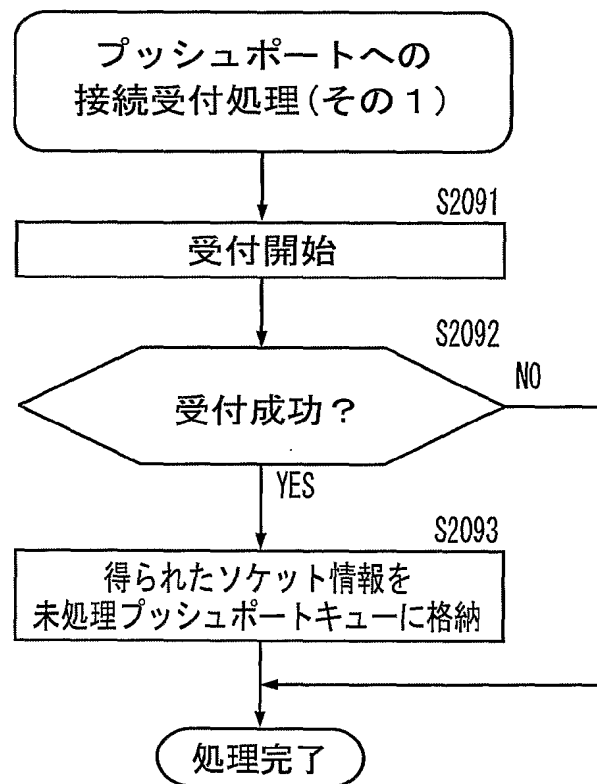 プッシュポートへの
接続受付処理(その１)
S2091
受付開始
S2092
受付成功？
NO
YES
S2093
得られたソケット情報を
未処理プッシュポートキューに格納
処理完了